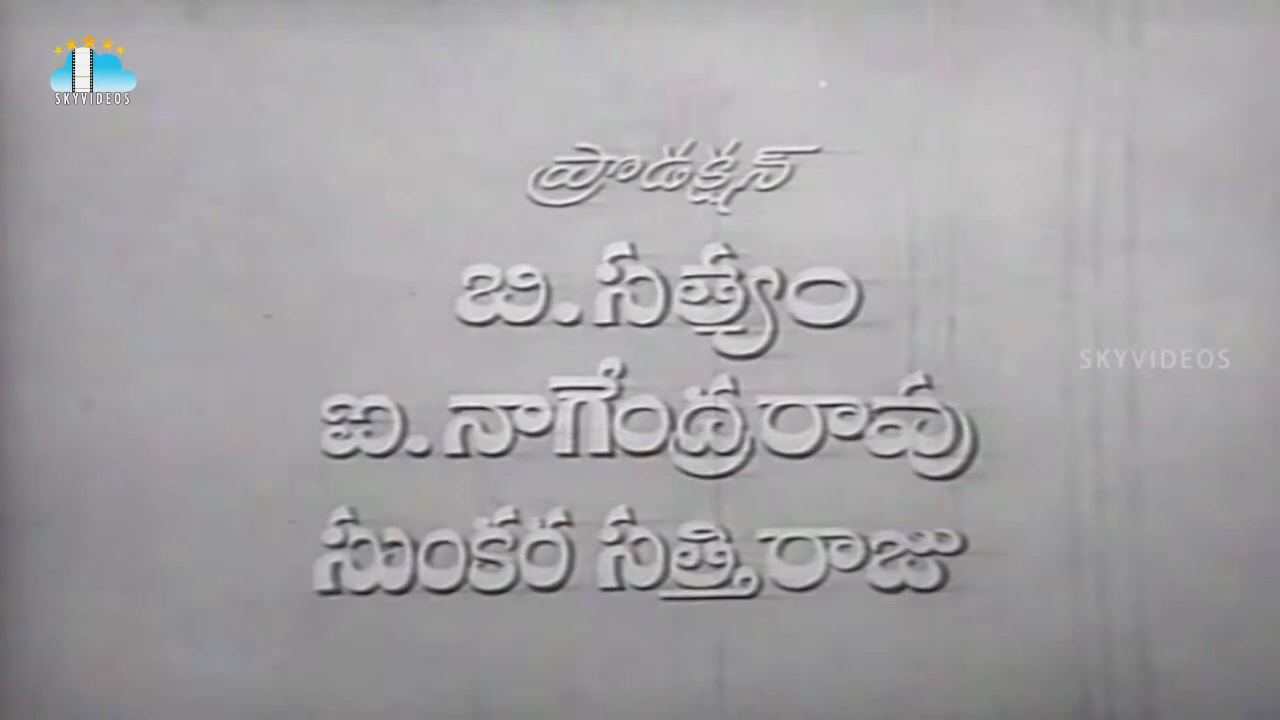 SKYVIDEOS
ప్రొడక్షన్
బి. సత్యం
SKYVIDEOS
ఐ. నాగేంద్రరావు
సుంకర సత్తిరాజు